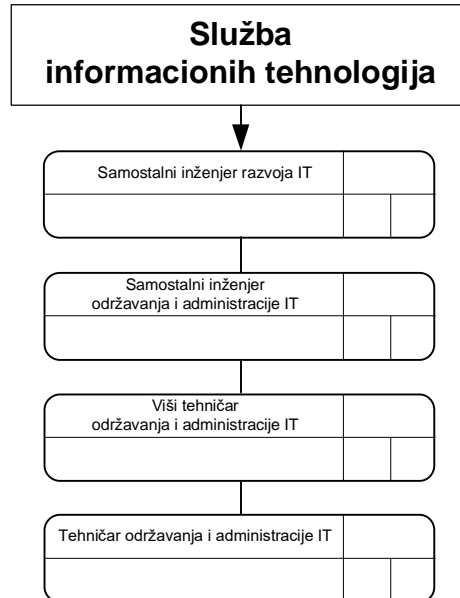 Služba
informacionih tehnologija
Samostalni inženjer razvoja IT
Samostalni inženjer
održavanja i administracije IT
Viši tehničar
održavanja i administracije IT
Tehničar održavanja i administracije IT